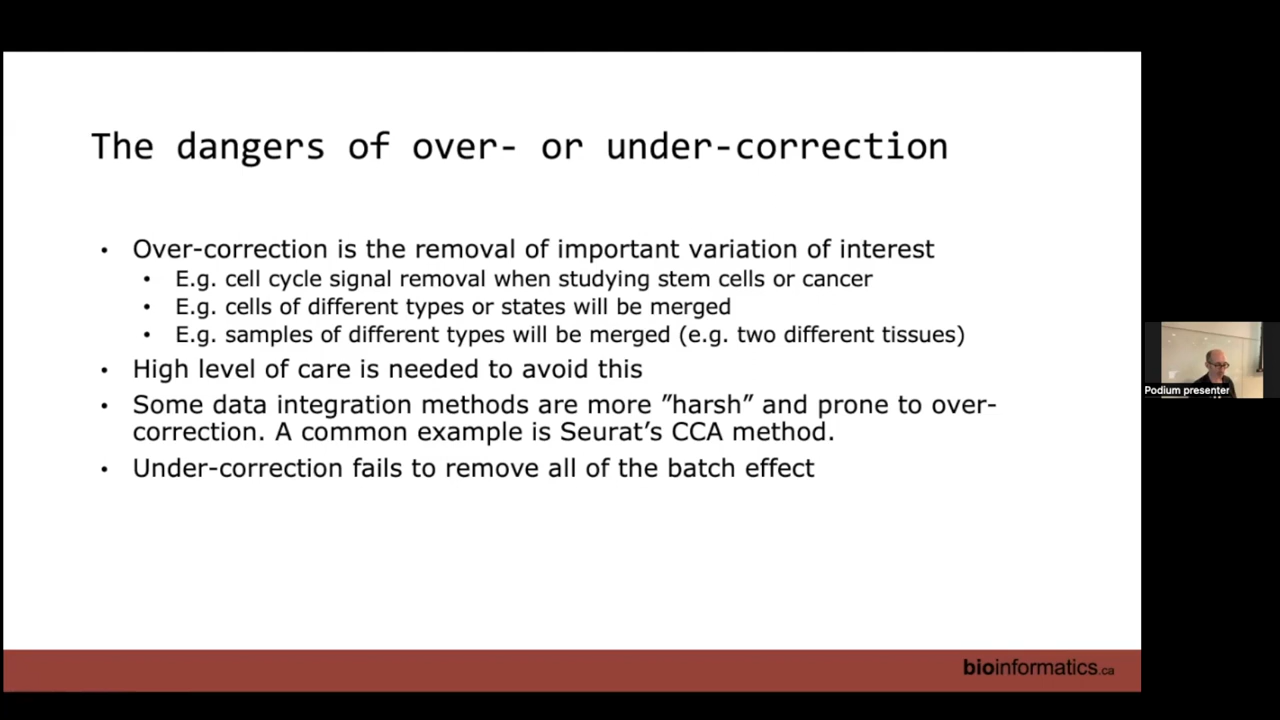 The dangers of over- or under-correction
• Over-correction is the removal of important variation of interest
• E.g. cell cycle signal removal when studying stem cells or cancer
• E.g. cells of different types or states will be merged
• E.g. samples of different types will be merged (e.g. two different tissues)
• High level of care is needed to avoid this
• Some data integration methods are more ”harsh” and prone to over-
correction. A common example is Seurat’s CCA method.
• Under-correction fails to remove all of the batch effect
Podium presenter
bioinformatics.ca